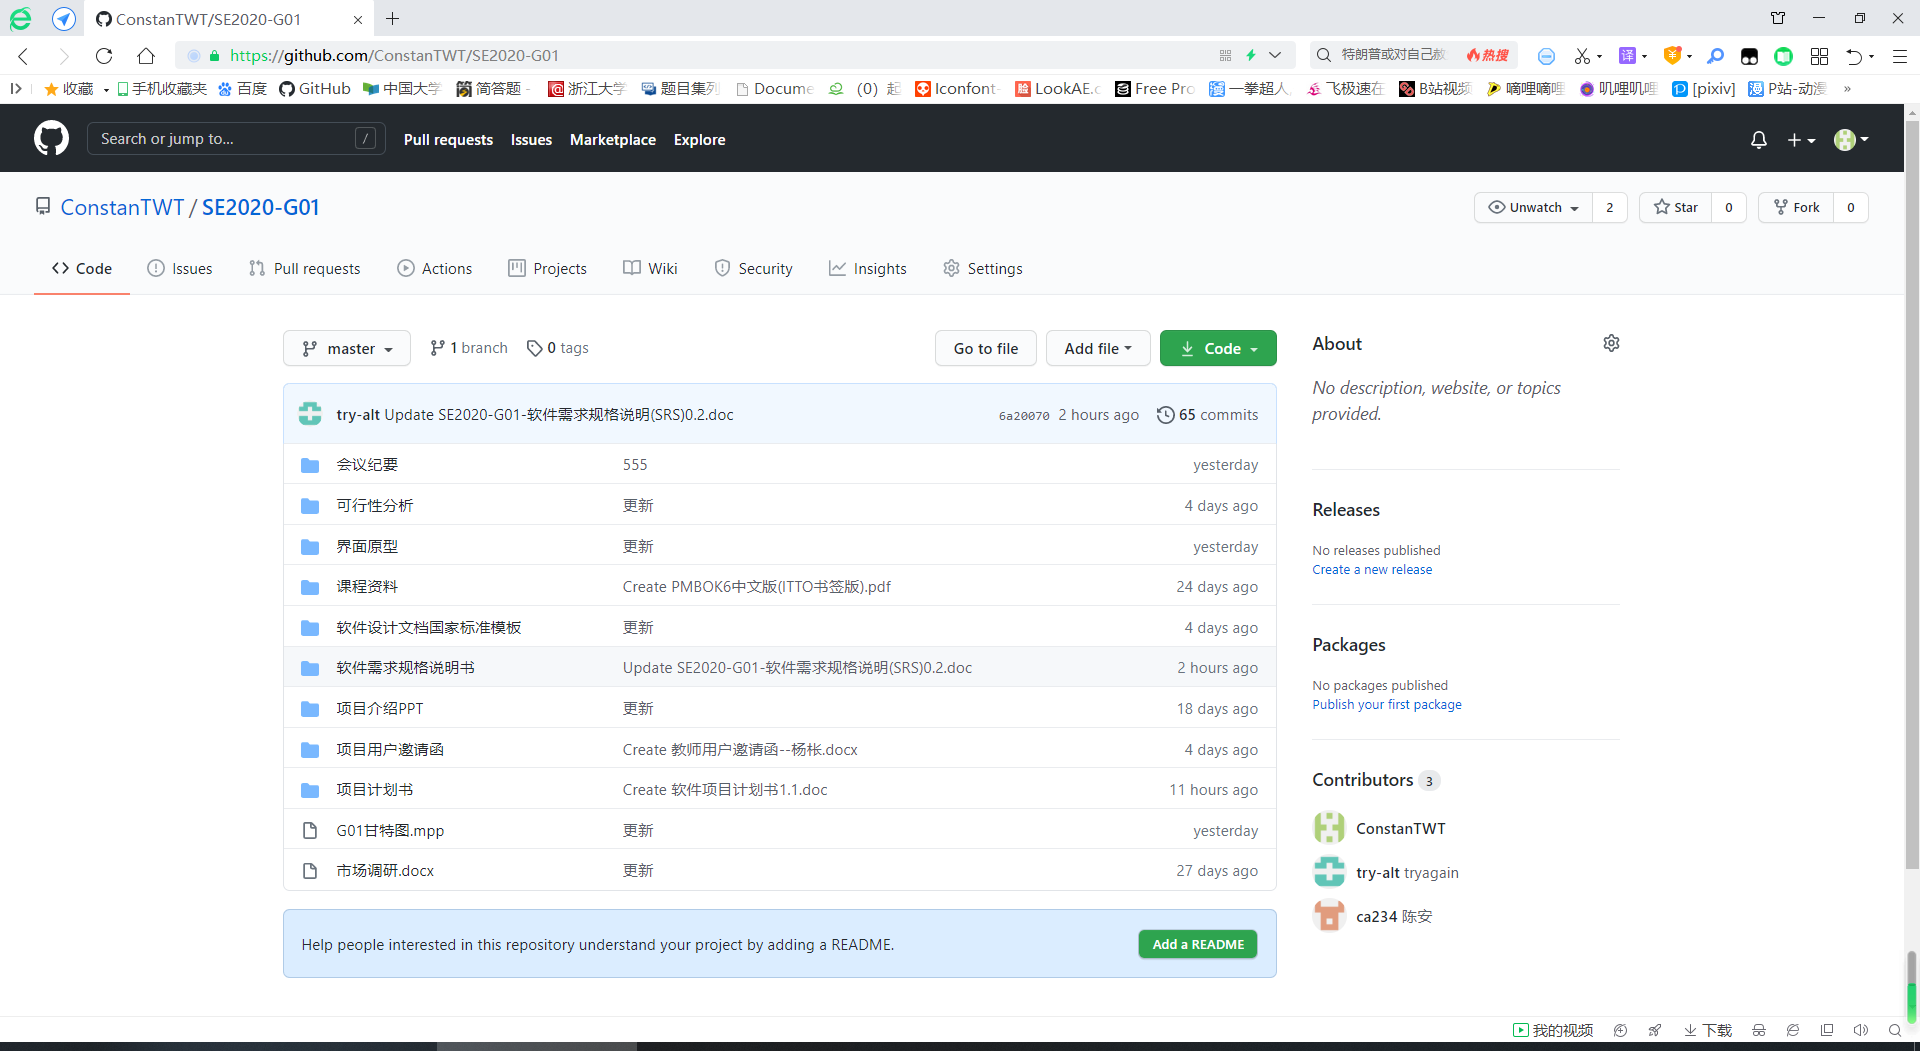 ConstanTWT/SE2020-G01
https://github.com/ConstanTWT/SE2020-G01
特朗普或对自己赦
热搜
译
收藏 手机收藏夹 百度 GitHub 中国大学 简答题 - 浙江大学 题目集列 Docume (0) 起 Iconfont- LookAE.c Free Pro 一拳超人 飞极速在 B站视频 嘀哩嘀哩 叽哩叽哩 [pixiv] P站-动漫 »
Search or jump to... /
Pull requests Issues Marketplace Explore
ConstanTWT / SE2020-G01
Unwatch 2 Star 0 Fork 0
Code Issues Pull requests Actions Projects Wiki Security Insights Settings
master 1 branch 0 tags Go to file Add file Code
try-alt Update SE2020-G01-软件需求规格说明(SRS)0.2.doc 6a20070 2 hours ago 65 commits
会议纪要 555 yesterday
可行性分析 更新 4 days ago
界面原型 更新 yesterday
课程资料 Create PMBOK6中文版(ITTO书签版).pdf 24 days ago
软件设计文档国家标准模板 更新 4 days ago
软件需求规格说明书 Update SE2020-G01-软件需求规格说明(SRS)0.2.doc 2 hours ago
项目介绍PPT 更新 18 days ago
项目用户邀请函 Create 教师用户邀请函--杨枨.docx 4 days ago
项目计划书 Create 软件项目计划书1.1.doc 11 hours ago
G01甘特图.mpp 更新 yesterday
市场调研.docx 更新 27 days ago
Help people interested in this repository understand your project by adding a README. Add a README
About
No description, website, or topics
provided.
Releases
No releases published
Create a new release
Packages
No packages published
Publish your first package
Contributors 3
ConstanTWT
try-alt tryagain
ca234 陈安
我的视频 下载